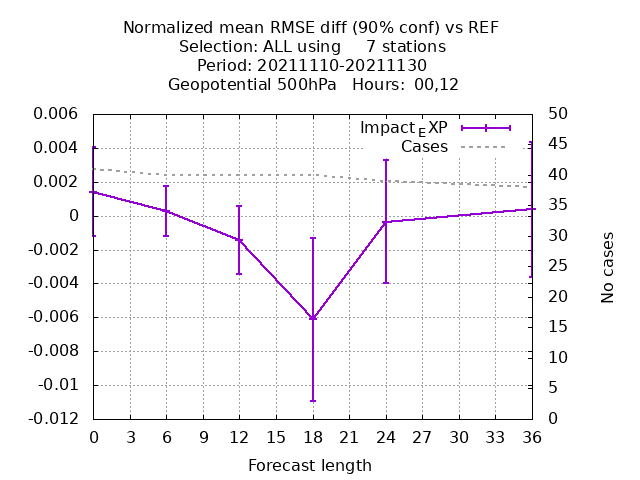 Normalized mean RMSE diff (90% conf) vs REF
Selection: ALL using 7 stations
Period: 20211110-20211130
Geopotential 500hPa Hours: 00,12
Impact_EXP
Cases
0.006
0.004
0.002
0
-0.002
-0.004
-0.006
-0.008
-0.01
-0.012
50
45
40
35
30
25
20
15
10
5
0
No cases
0 3 6 9 12 15 18 21 24 27 30 33 36
Forecast length